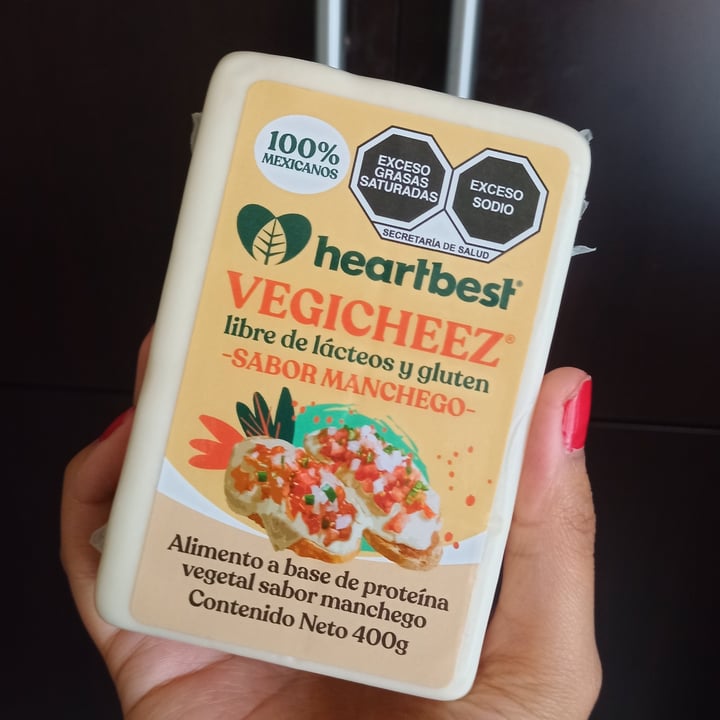 100%
MEXICANOS
EXCESO
GRASAS
SATURADAS
EXCESO
SODIO
SECRETARÍA DE SALUD
heartbest®
VEGICHEEZ®
libre de lácteos y gluten
-SABOR MANCHEGO-
Alimento a base de proteína
vegetal sabor manchego
Contenido Neto 400g